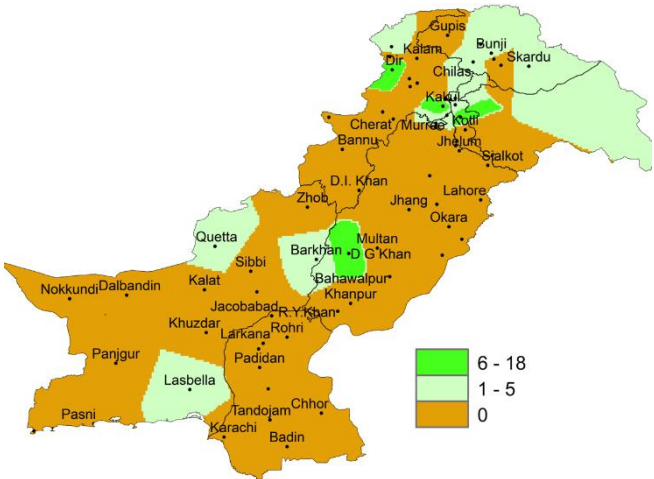 Gupis
Kalam
Bunji
Dir
Skardu
Chilas
Kakul
Cherat
Murree
Kotli
Bannu
Jhelum
Sialkot
D.I. Khan
Zhob
Lahore
Jhang
Okara
Quetta
Barkhan
Multan
D G Khan
Sibbi
Bahawalpur
Kalat
Nokkundi
Dalbandin
Jacobabad
Khanpur
R.Y.Khan
Khuzdar
Larkana
Rohri
Panjgur
Padidan
Lasbella
Pasni
Tandojam
Chhor
Karachi
Badin
6 - 18
1 - 5
0